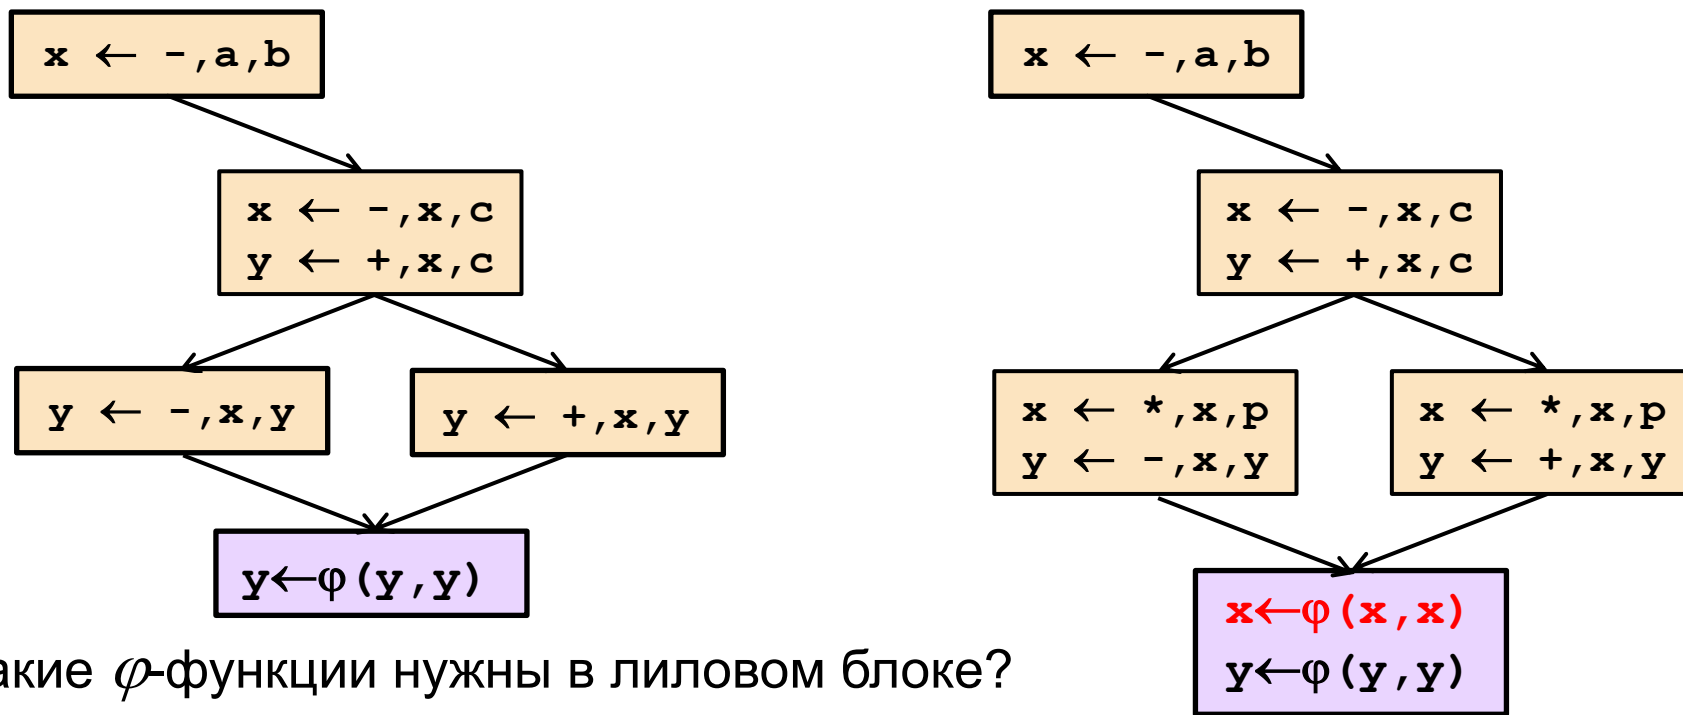 x ← -,a,b
x ← -,x,c
y ← +,x,c
y ← -,x,y
y ← +,x,y
y←φ(y,y)
акие φ-функции нужны в лиловом блоке?
x ← -,a,b
x ← -,x,c
y ← +,x,c
x ← *,x,p
y ← -,x,y
x ← *,x,p
y ← +,x,y
x←φ(x,x)
y←φ(y,y)